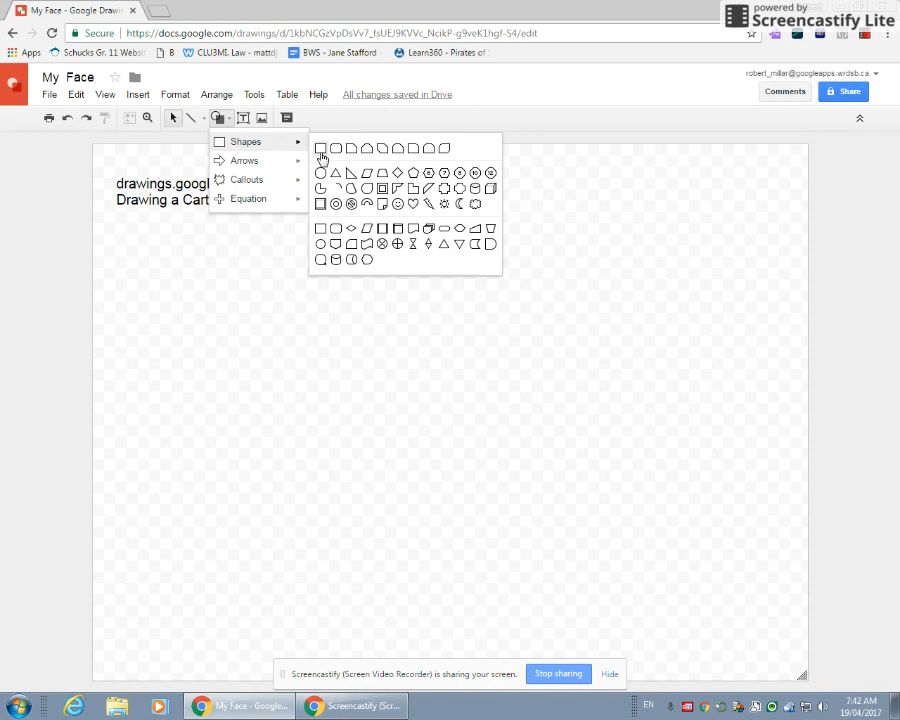 My Face - Google Drawin
powered by
Screencastify Lite
Secure
https://docs.google.com/drawings/d/1kbNCGzVpDsVv7_fsUEJ9KVVc_NcikP-g9veK1hgf-S4/edit
Apps
Schucks Gr. 11 Websit
B
CLU3MI Law - mattdj
BWS - Jane Stafford
Learn360 - Pirates of
My Face
robert_millar@googleapps.wrdsb.ca
File Edit View Insert Format Arrange Tools Table Help All changes saved in Drive
Comments
Share
Shapes
Arrows
Callouts
Equation
drawings.goog
Drawing a Cart
Screencastify (Screen Video Recorder) is sharing your screen.
Stop sharing
Hide
My Face - Google...
Screencastify (Scr...
EN
7:42 AM
19/04/2017